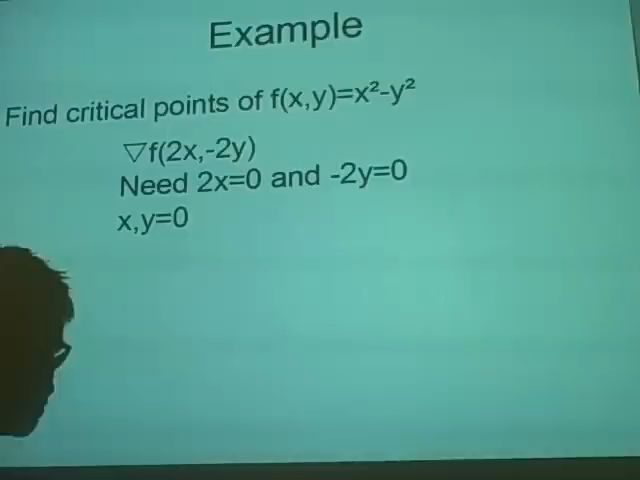 Example
Find critical points of f(x,y)=x²-y²
▽f(2x,-2y)
Need 2x=0 and -2y=0
x,y=0